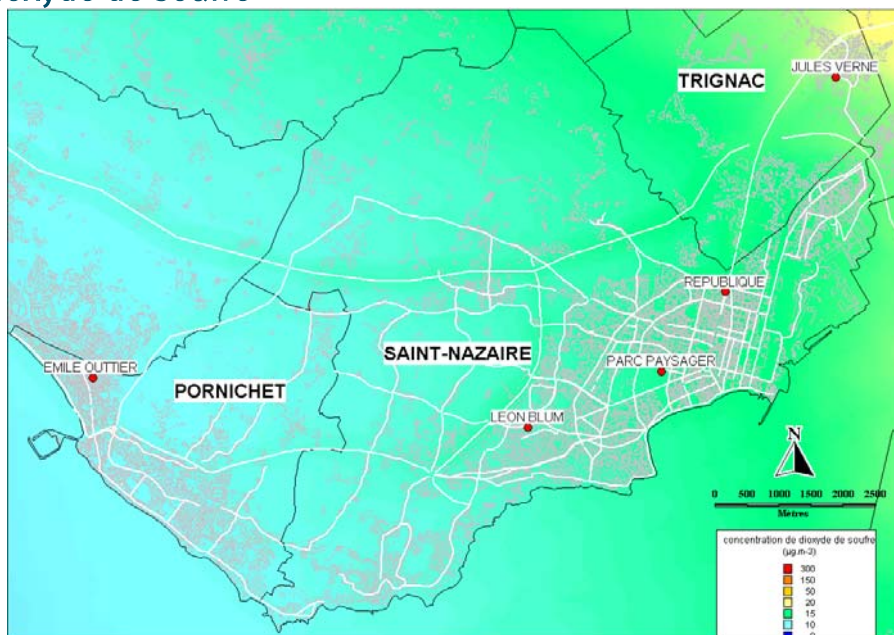 JULES VERNE
TRIGNAC
REPUBLIQUE
SAINT-NAZAIRE
PARC PAYSAGER
EMILE OUTTIER
PORNICHET
LEON BLUM
N
0 500 1000 1500 2000 2500
Mètres
concentration de dioxyde de soufre
(µg.m-3)
300
150
50
20
15
10